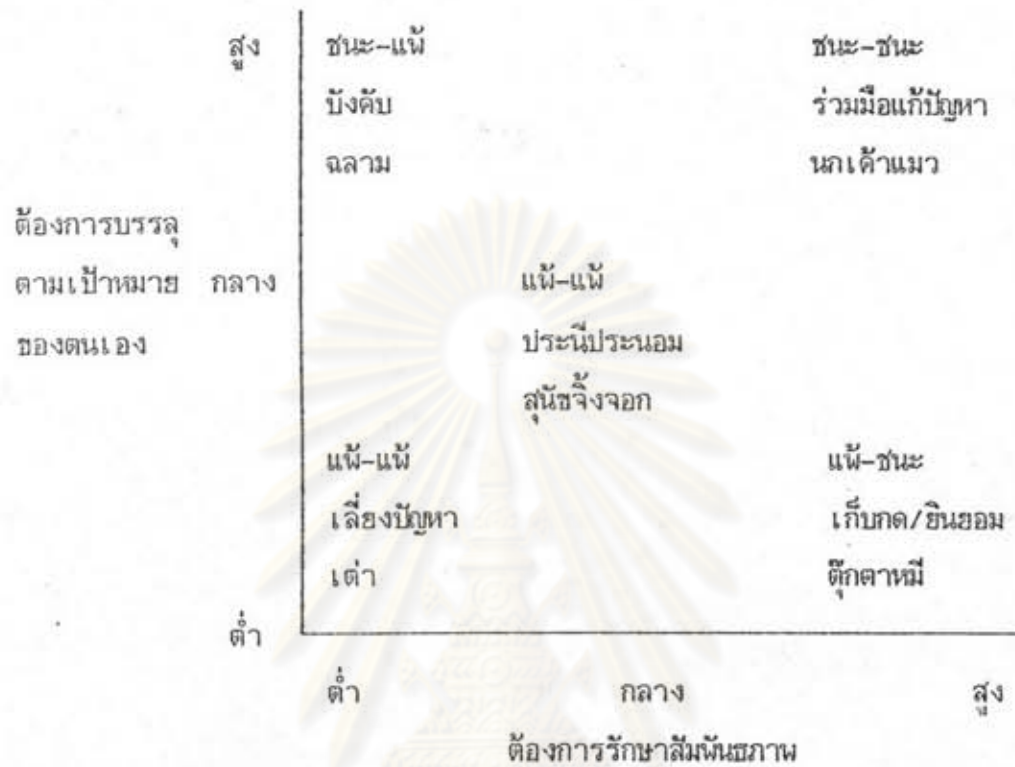 สูง ชนะ-แพ้ ชนะ-ชนะ
บังคับ ร่วมมือแก้ปัญหา
ฉลาม นกเค้าแมว
ต้องการบรรลุ
ตามเป้าหมาย กลาง แพ้-แพ้
ของตนเอง ประนีประนอม
สุนัขจิ้งจอก
แพ้-แพ้ แพ้-ชนะ
เลี่ยงปัญหา เก็บกด/ยินยอม
เต่า ตุ๊กตาหมี
ต่ำ
ต่ำ กลาง สูง
ต้องการรักษาสัมพันธภาพ